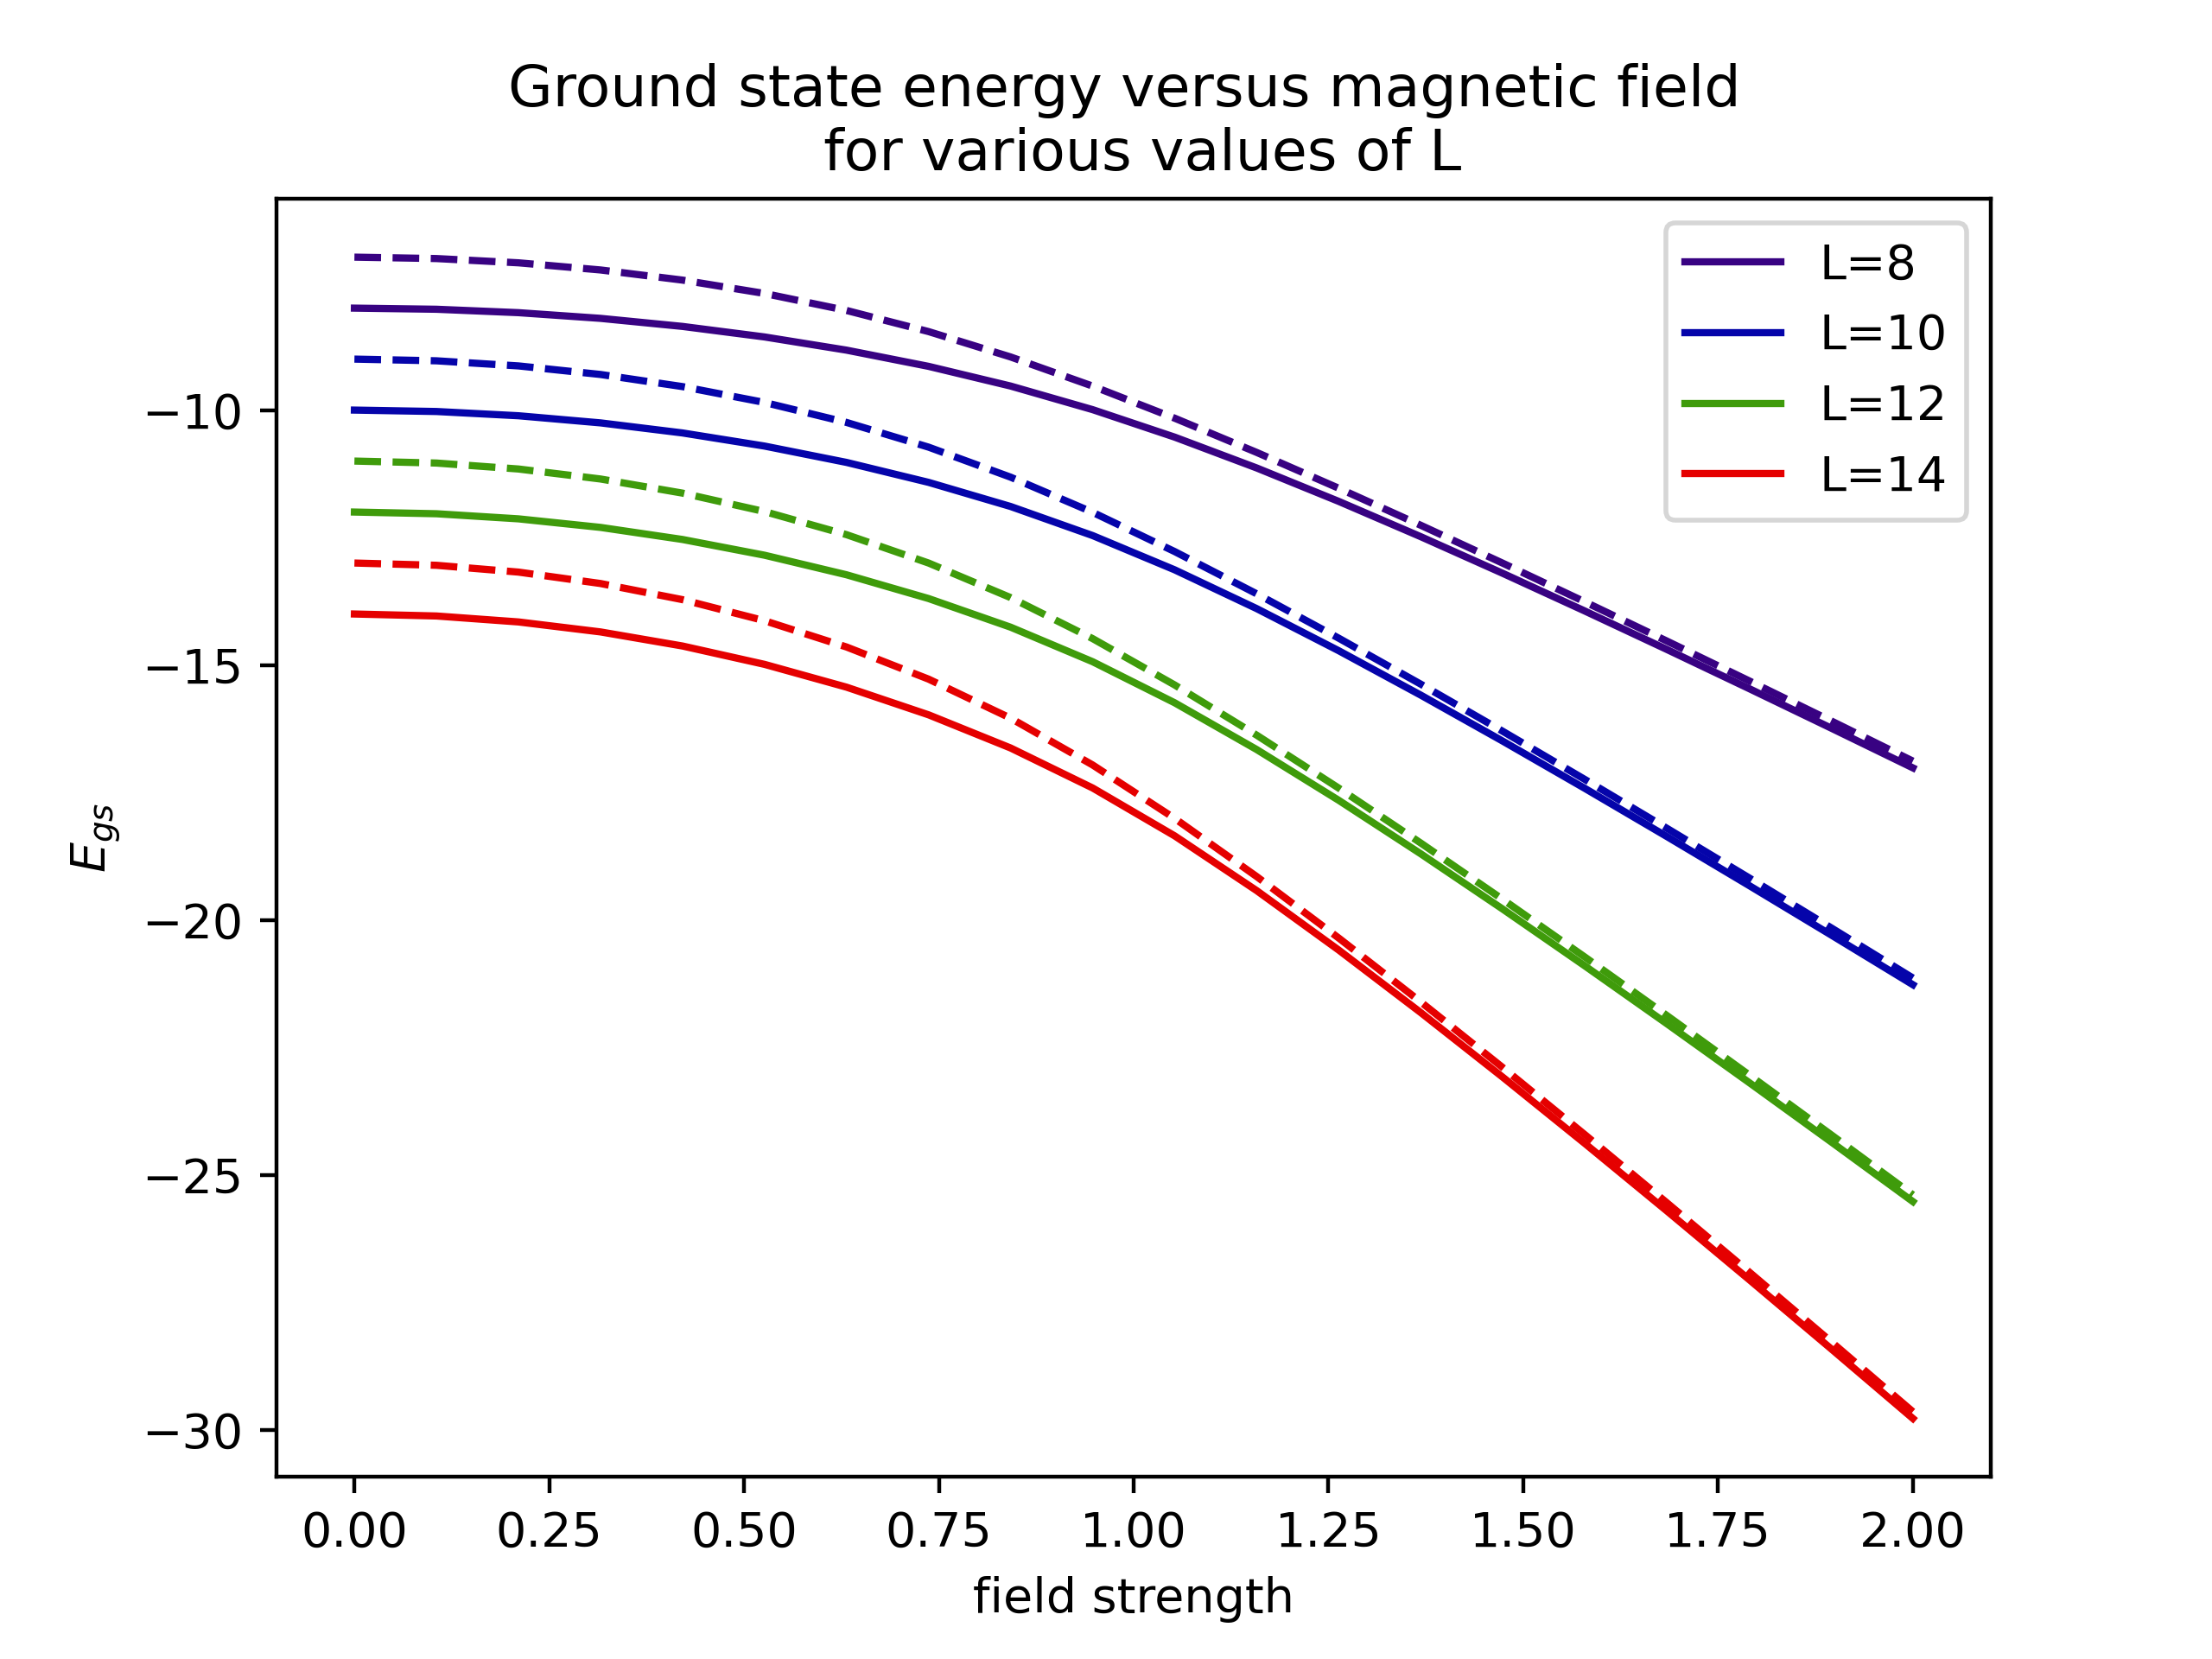 Ground state energy versus magnetic field
for various values of L
L=8
L=10
L=12
L=14
−10
−15
−20
−25
−30
E_gs
0.00 0.25 0.50 0.75 1.00 1.25 1.50 1.75 2.00
field strength